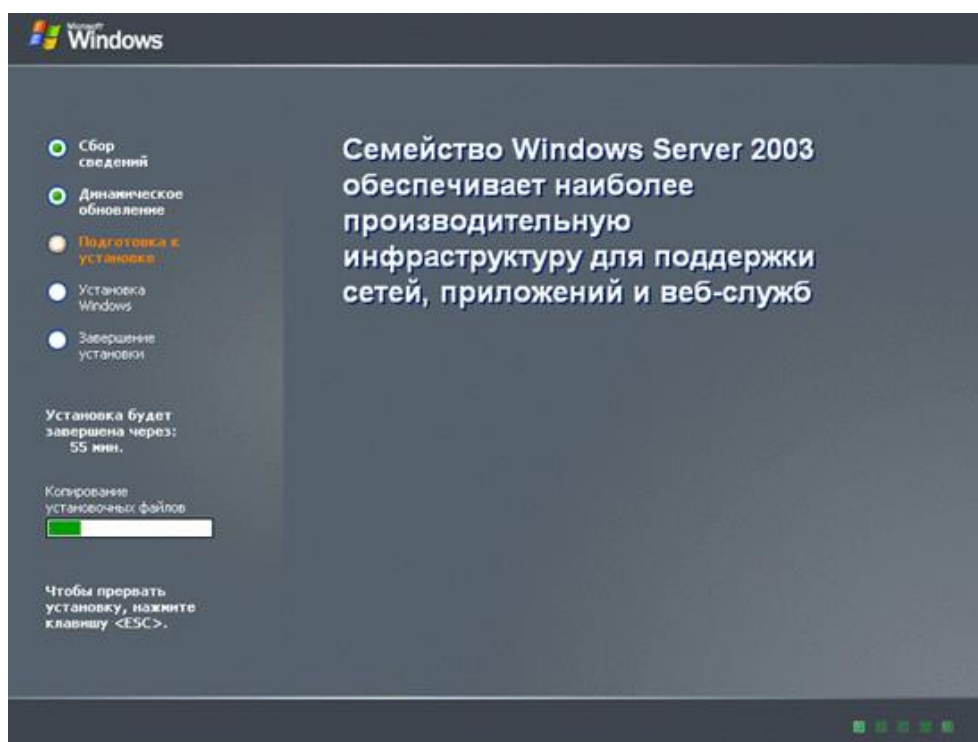 Microsoft
Windows
Сбор
сведений
Динамическое
обновление
Подготовка к
установке
Установка
Windows
Завершение
установки
Установка будет
завершена через:
55 мин.
Копирование
установочных файлов
Чтобы прервать
установку, нажмите
клавишу <ESC>.
Семейство Windows Server 2003
обеспечивает наиболее
производительную
инфраструктуру для поддержки
сетей, приложений и веб-служб